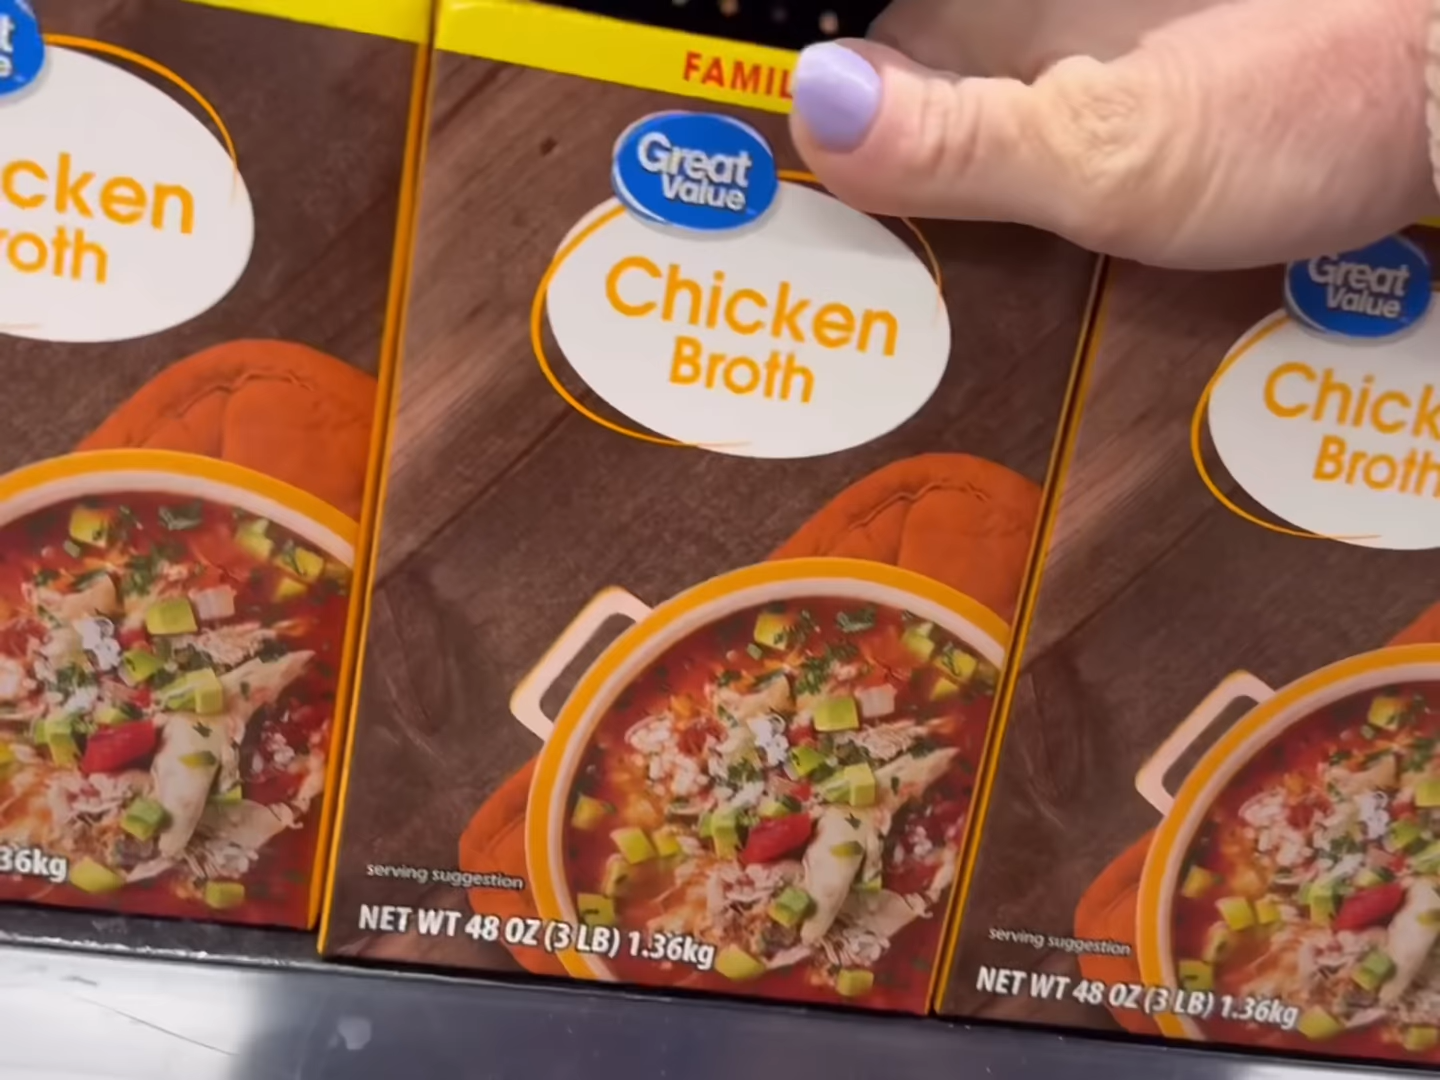 t
e
cken
roth
36kg
FAMIL
Great
Value
Chicken
Broth
serving suggestion
NET WT 48 OZ (3 LB) 1.36kg
Great
Value
Chick
Broth
serving suggestion
NET WT 48 OZ (3 LB) 1.36kg